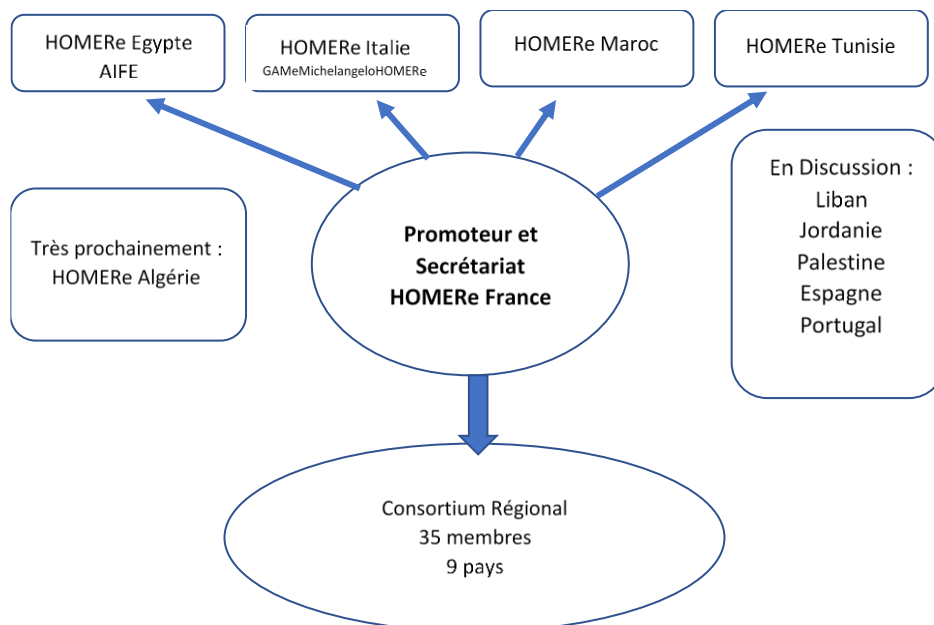 HOMERe Egypte
AIFE
HOMERe Italie
GAMeMichelangeloHOMERe
HOMERe Maroc
HOMERe Tunisie
Très prochainement :
HOMERe Algérie
Promoteur et
Secrétariat
HOMERe France
En Discussion :
Liban
Jordanie
Palestine
Espagne
Portugal
Consortium Régional
35 membres
9 pays